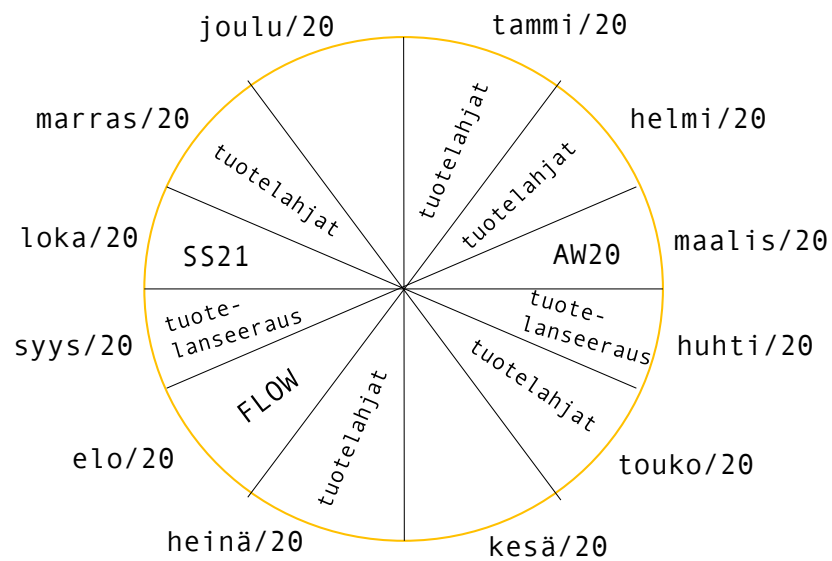 tammi/20
tuotelahjat
helmi/20
tuotelahjat
maalis/20
AW20
huhti/20
tuote-
lanseeraus
touko/20
tuotelahjat
kesä/20
heinä/20
tuotelahjat
elo/20
FLOW
syys/20
tuote-
lanseeraus
loka/20
SS21
marras/20
tuotelahjat
joulu/20